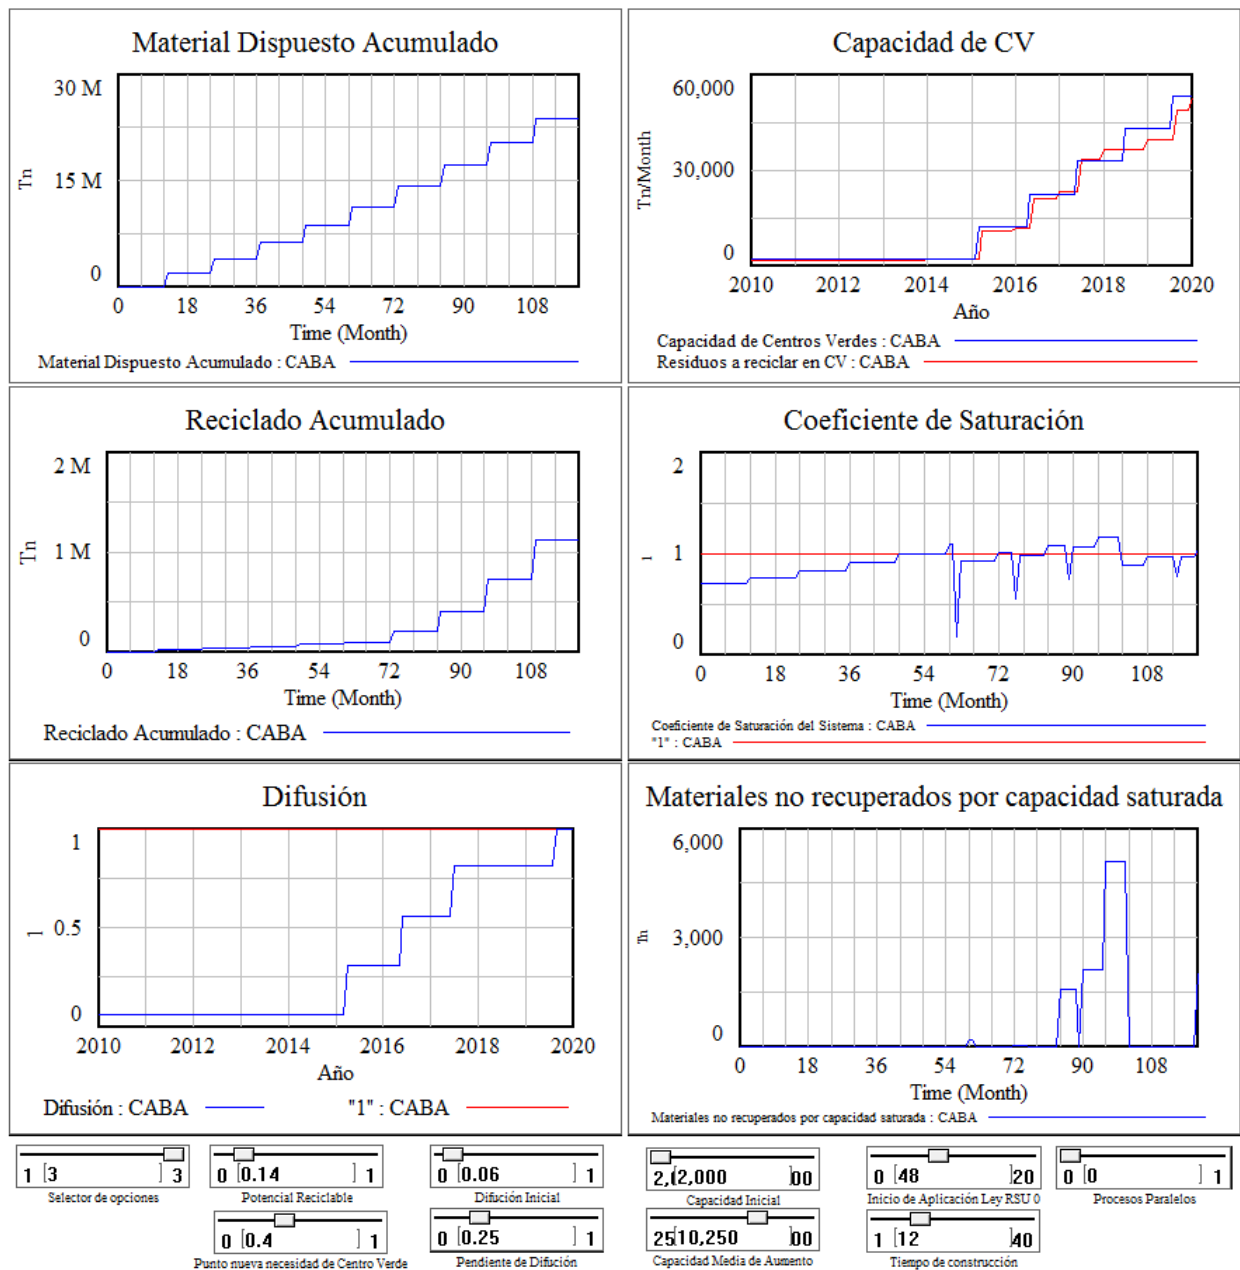 Material Dispuesto Acumulado
30 M
15 M
0
Tn
0 18 36 54 72 90 108
Time (Month)
Material Dispuesto Acumulado : CABA
Capacidad de CV
60,000
30,000
0
Tn/Month
2010 2012 2014 2016 2018 2020
Año
Capacidad de Centros Verdes : CABA
Residuos a reciclar en CV : CABA
Reciclado Acumulado
2 M
1 M
0
Tn
0 18 36 54 72 90 108
Time (Month)
Reciclado Acumulado : CABA
Coeficiente de Saturación
2
1
0
1
0 18 36 54 72 90 108
Time (Month)
Coeficiente de Saturación del Sistema : CABA
"1" : CABA
Difusión
1
0.5
0
1
2010 2012 2014 2016 2018 2020
Año
Difusión : CABA "1" : CABA
Materiales no recuperados por capacidad saturada
6,000
3,000
0
Tn
0 18 36 54 72 90 108
Time (Month)
Materiales no recuperados por capacidad saturada : CABA
1 [3 ] 3
Selector de opciones
0 [0.14 ] 1
Potencial Reciclable
0 [0.06 ] 1
Difución Inicial
2,([2,000 ]00
Capacidad Inicial
0 [48 ]20
Inicio de Aplicación Ley RSU 0
0 [0 ] 1
Procesos Paralelos
0 [0.4 ] 1
Punto nueva necesidad de Centro Verde
0 [0.25 ] 1
Pendiente de Difución
25[10,250 ]00
Capacidad Media de Aumento
1 [12 ]40
Tiempo de construcción